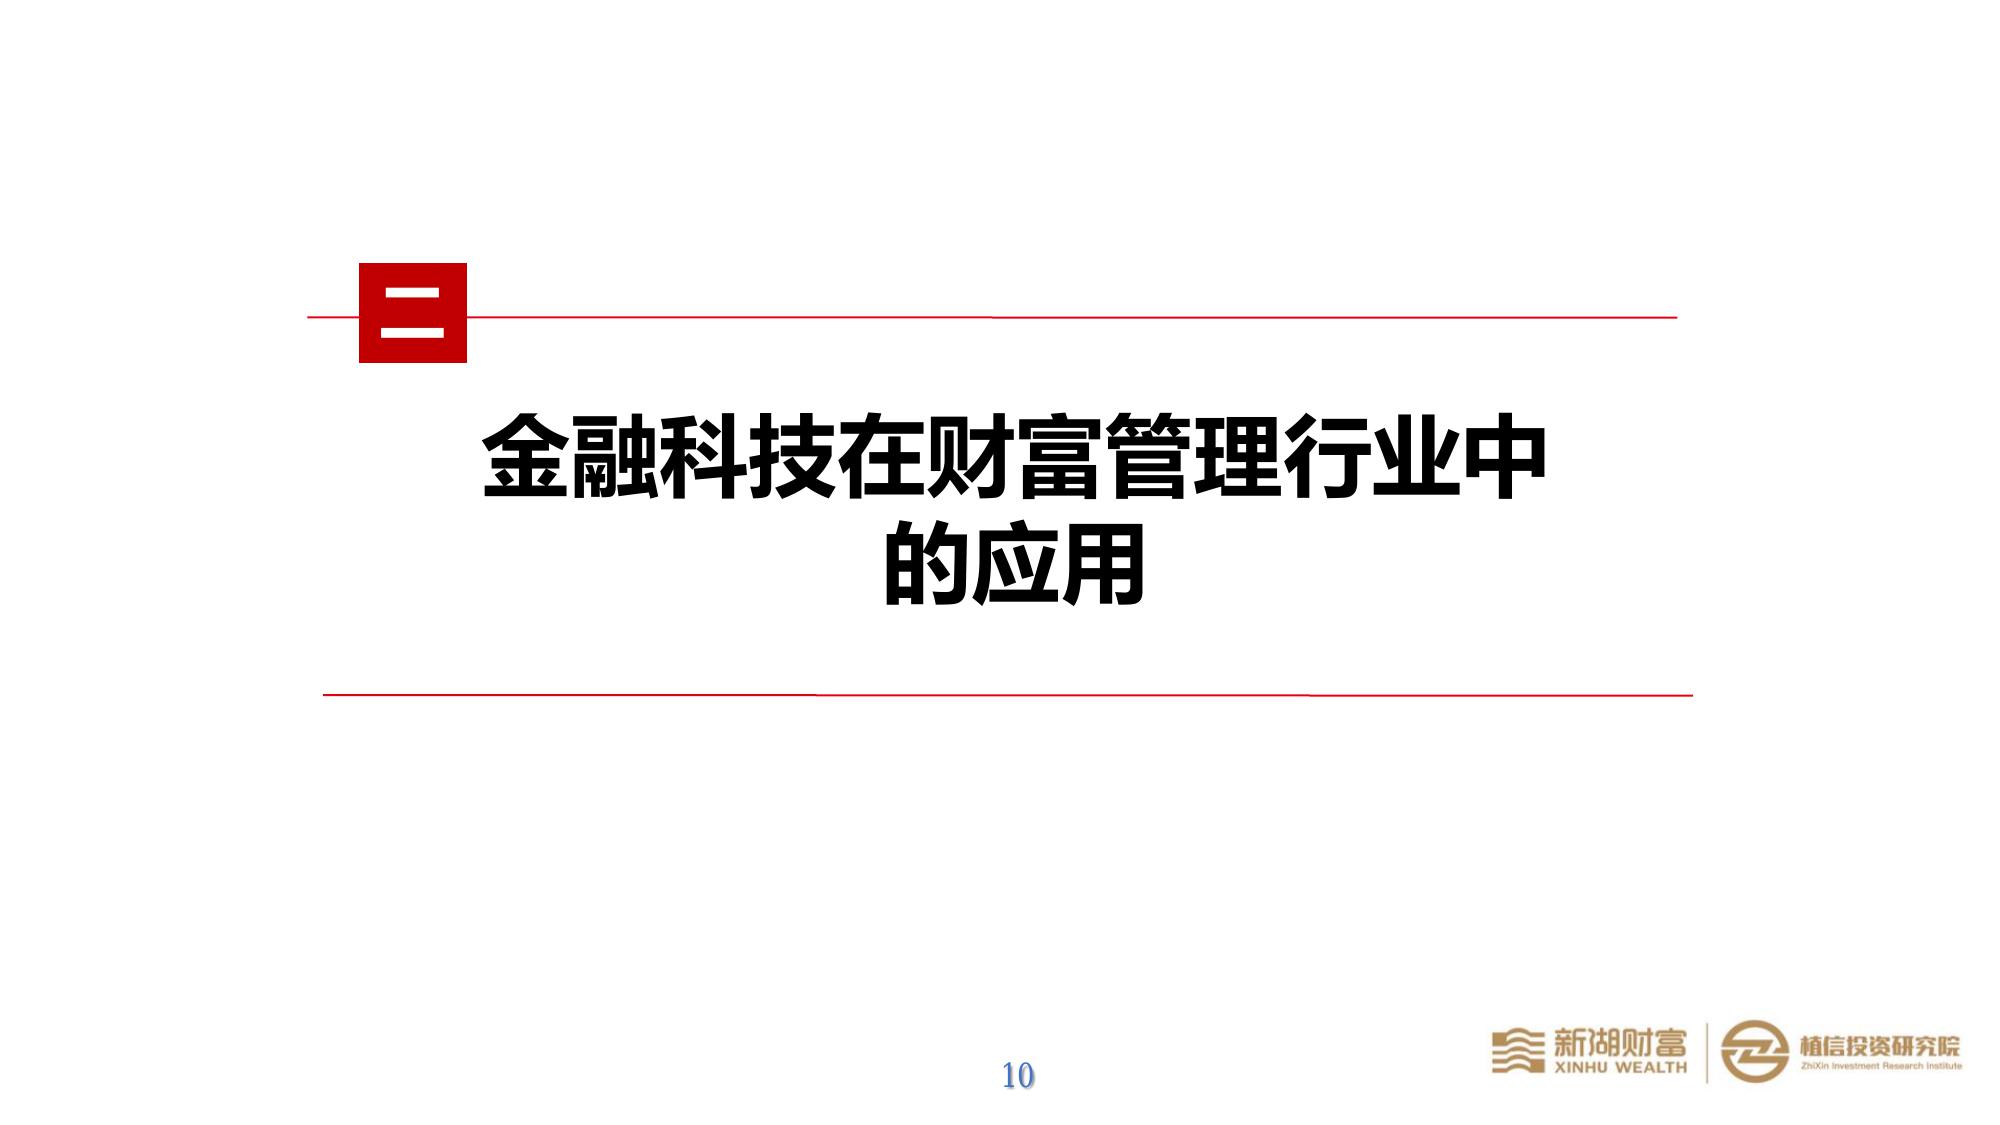 二
金融科技在财富管理行业中
的应用
10
新湖财富
XINHU WEALTH
植信投资研究院
ZhiXin Investment Research Institute